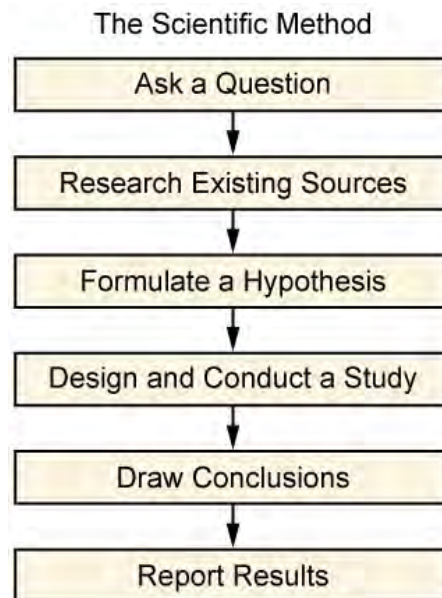 The Scientific Method
Ask a Question
Research Existing Sources
Formulate a Hypothesis
Design and Conduct a Study
Draw Conclusions
Report Results